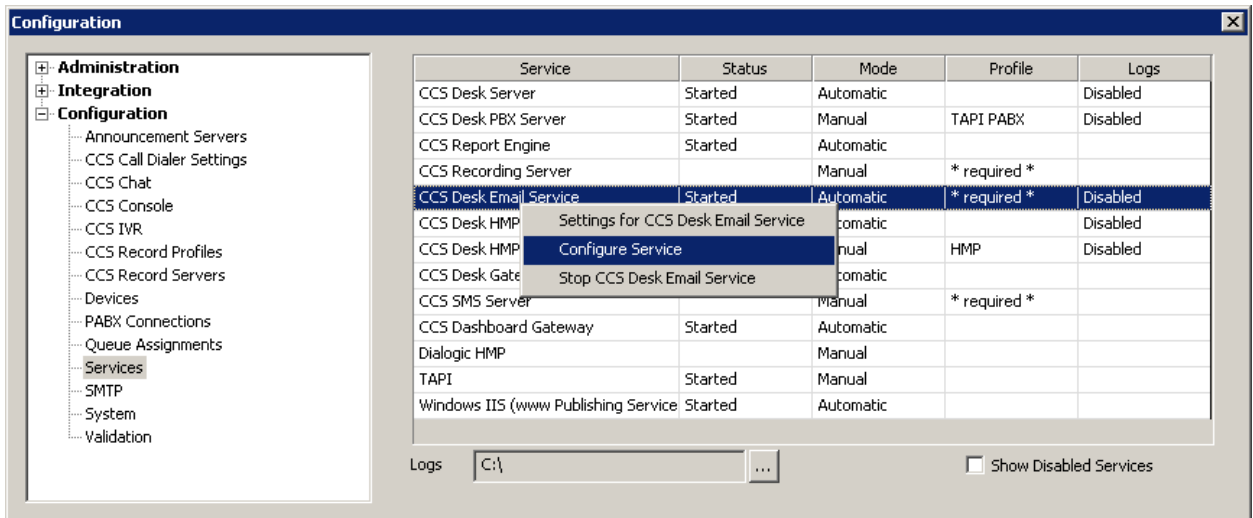 Configuration
Administration
Integration
Configuration
Announcement Servers
CCS Call Dialer Settings
CCS Chat
CCS Console
CCS IVR
CCS Record Profiles
CCS Record Servers
Devices
PABX Connections
Queue Assignments
Services
SMTP
System
Validation
Service Status Mode Profile Logs
CCS Desk Server Started Automatic Disabled
CCS Desk PBX Server Started Manual TAPI PABX Disabled
CCS Report Engine Started Automatic
CCS Recording Server Manual * required *
CCS Desk Email Service Started Automatic * required * Disabled
CCS Desk HMP tomatic Disabled
CCS Desk HMP nual HMP Disabled
CCS Desk Gate tomatic
CCS SMS Server Manual * required *
CCS Dashboard Gateway Started Automatic
Dialogic HMP Manual
TAPI Started Manual
Windows IIS (www Publishing Service Started Automatic
Settings for CCS Desk Email Service
Configure Service
Stop CCS Desk Email Service
Logs C:\ ... Show Disabled Services